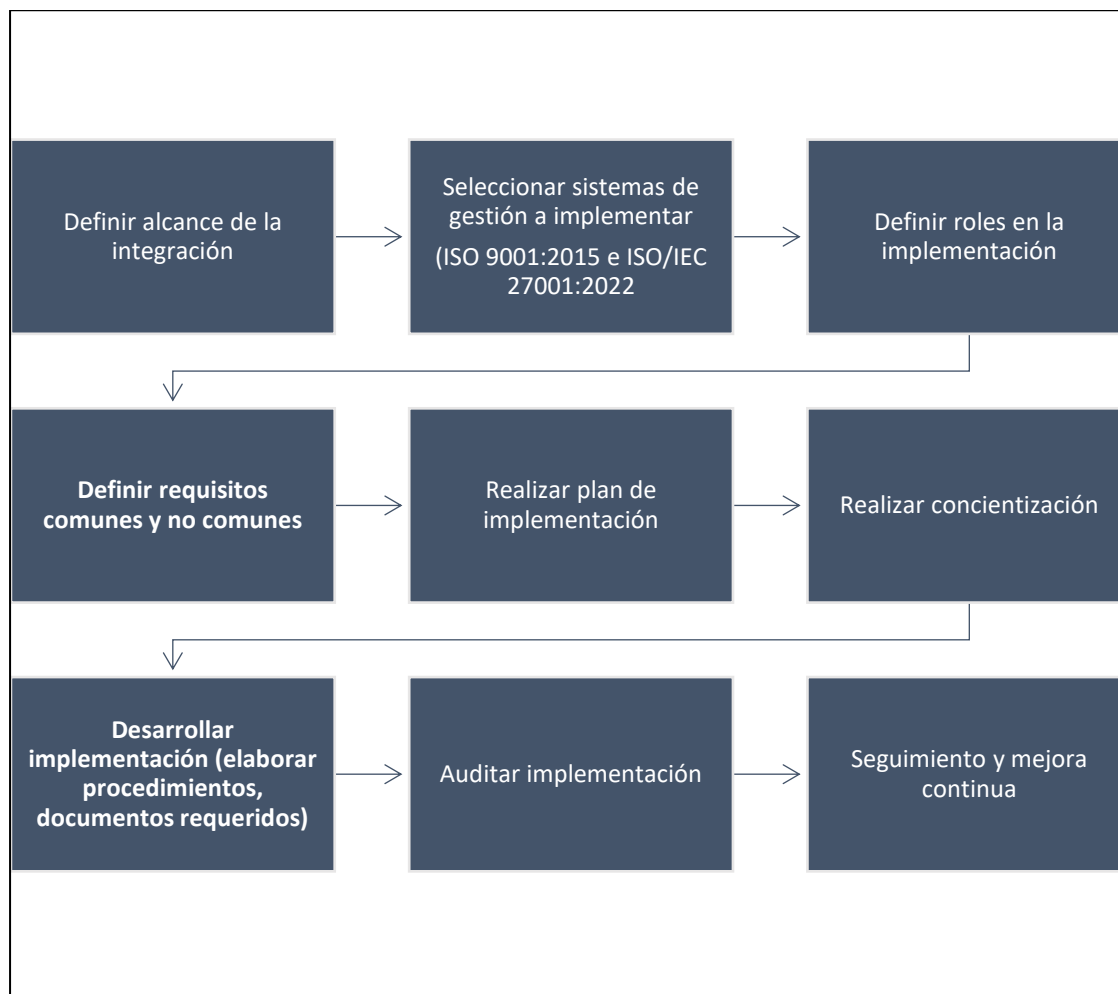 Definir alcance de la
integración
Seleccionar sistemas de
gestión a implementar
(ISO 9001:2015 e ISO/IEC
27001:2022
Definir roles en la
implementación
Definir requisitos
comunes y no comunes
Realizar plan de
implementación
Realizar concientización
Desarrollar
implementación (elaborar
procedimientos,
documentos requeridos)
Auditar implementación
Seguimiento y mejora
continua